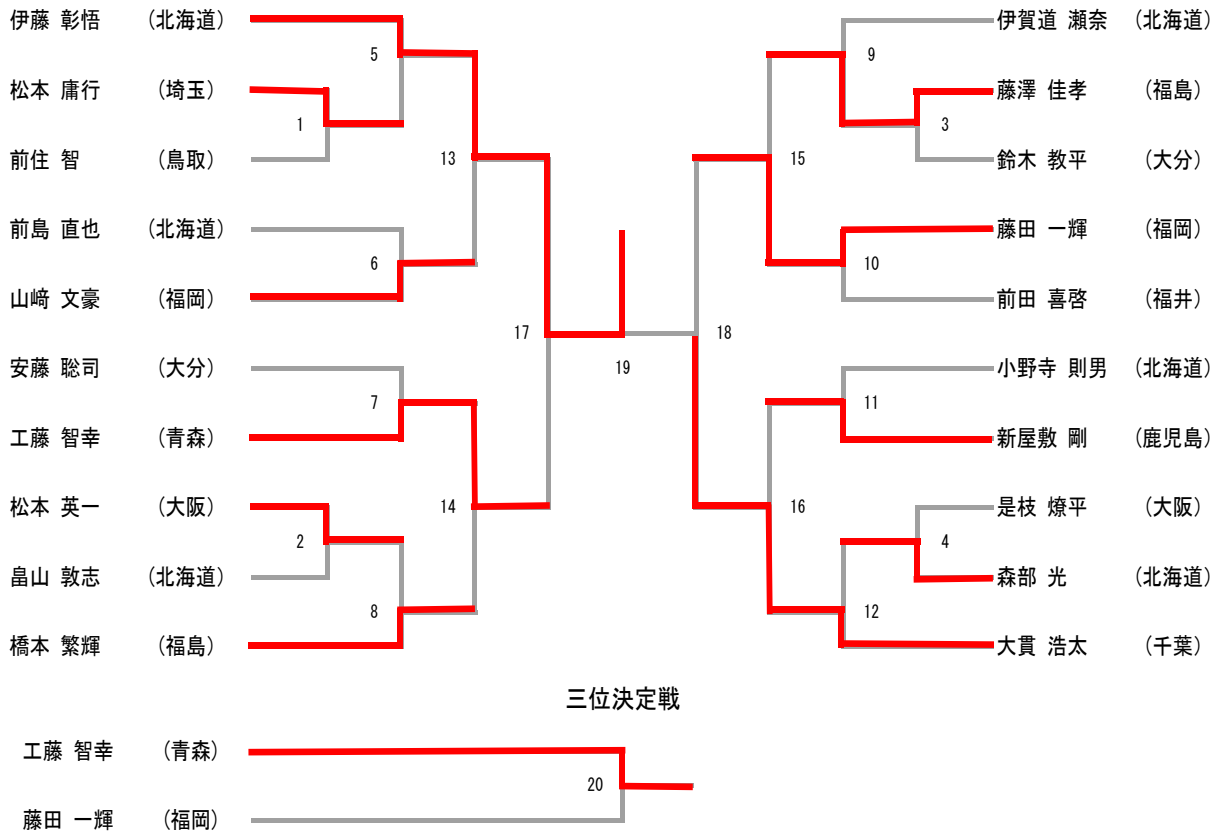 伊藤 彰悟 (北海道)
5
松本 庸行 (埼玉)
1
前住 智 (鳥取)
13
前島 直也 (北海道)
6
山﨑 文豪 (福岡)
17
安藤 聡司 (大分)
7
工藤 智幸 (青森)
松本 英一 (大阪)
14
2
畠山 敦志 (北海道)
8
橋本 繁輝 (福島)
19
伊賀道 瀬奈 (北海道)
9
藤澤 佳孝 (福島)
3
鈴木 教平 (大分)
15
藤田 一輝 (福岡)
10
前田 喜啓 (福井)
18
小野寺 則男 (北海道)
11
新屋敷 剛 (鹿児島)
是枝 燎平 (大阪)
16
4
森部 光 (北海道)
12
大貫 浩太 (千葉)
三位決定戦
工藤 智幸 (青森)
20
藤田 一輝 (福岡)